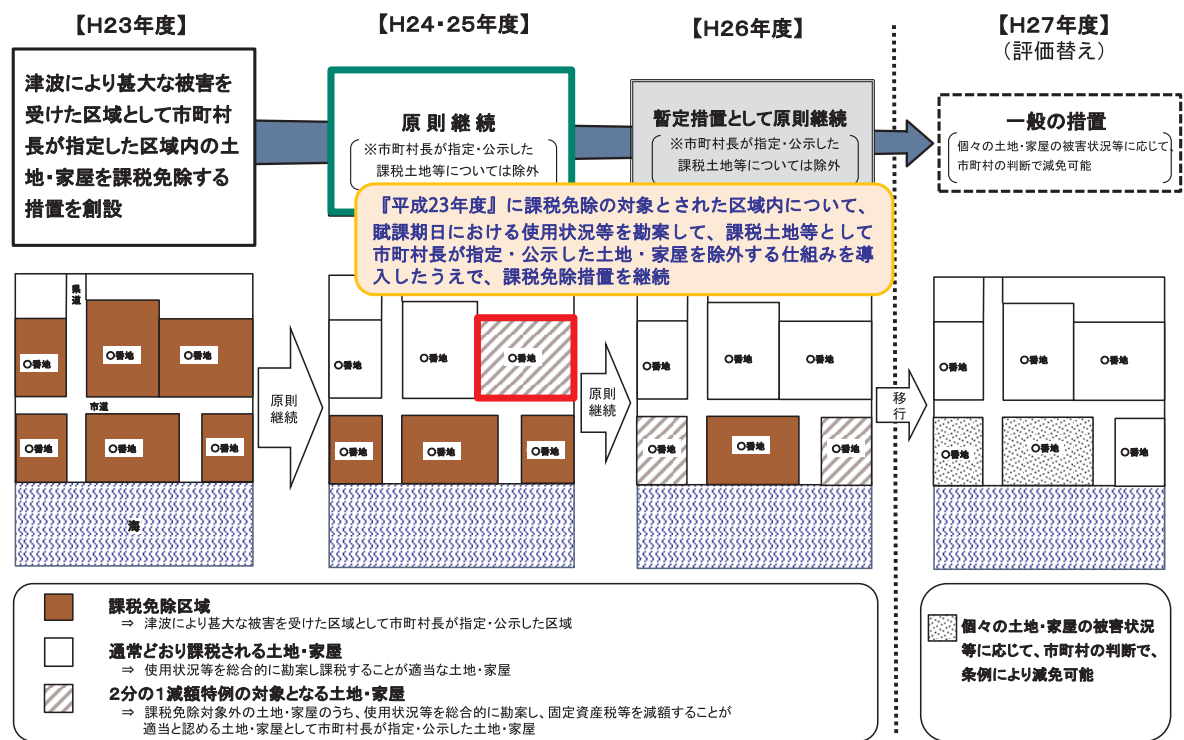 【H23年度】
【H24・25年度】
【H26年度】
【H27年度】
（評価替え）
津波により甚大な被害を
受けた区域として市町村
長が指定した区域内の土
地・家屋を課税免除する
措置を創設
原則継続
※市町村長が指定・公示した
課税土地等については除外
暫定措置として原則継続
※市町村長が指定・公示した
課税土地等については除外
一般の措置
個々の土地・家屋の被害状況等に応じて、
市町村の判断で減免可能
『平成23年度』に課税免除の対象とされた区域内について、
賦課期日における使用状況等を勘案して、課税土地等として
市町村長が指定・公示した土地・家屋を除外する仕組みを導
入したうえで、課税免除措置を継続
県道
〇番地
〇番地
〇番地
市道
〇番地
〇番地
〇番地
海
原則
継続
〇番地
〇番地
〇番地
〇番地
〇番地
〇番地
原則
継続
〇番地
〇番地
〇番地
〇番地
〇番地
〇番地
移行
〇番地
〇番地
〇番地
〇番地
〇番地
〇番地
課税免除区域
⇒ 津波により甚大な被害を受けた区域として市町村長が指定・公示した区域
通常どおり課税される土地・家屋
⇒ 使用状況等を総合的に勘案し課税することが適当な土地・家屋
2分の1減額特例の対象となる土地・家屋
⇒ 課税免除対象外の土地・家屋のうち、使用状況等を総合的に勘案し、固定資産税等を減額することが
適当と認める土地・家屋として市町村長が指定・公示した土地・家屋
個々の土地・家屋の被害状況
等に応じて、市町村の判断で、
条例により減免可能